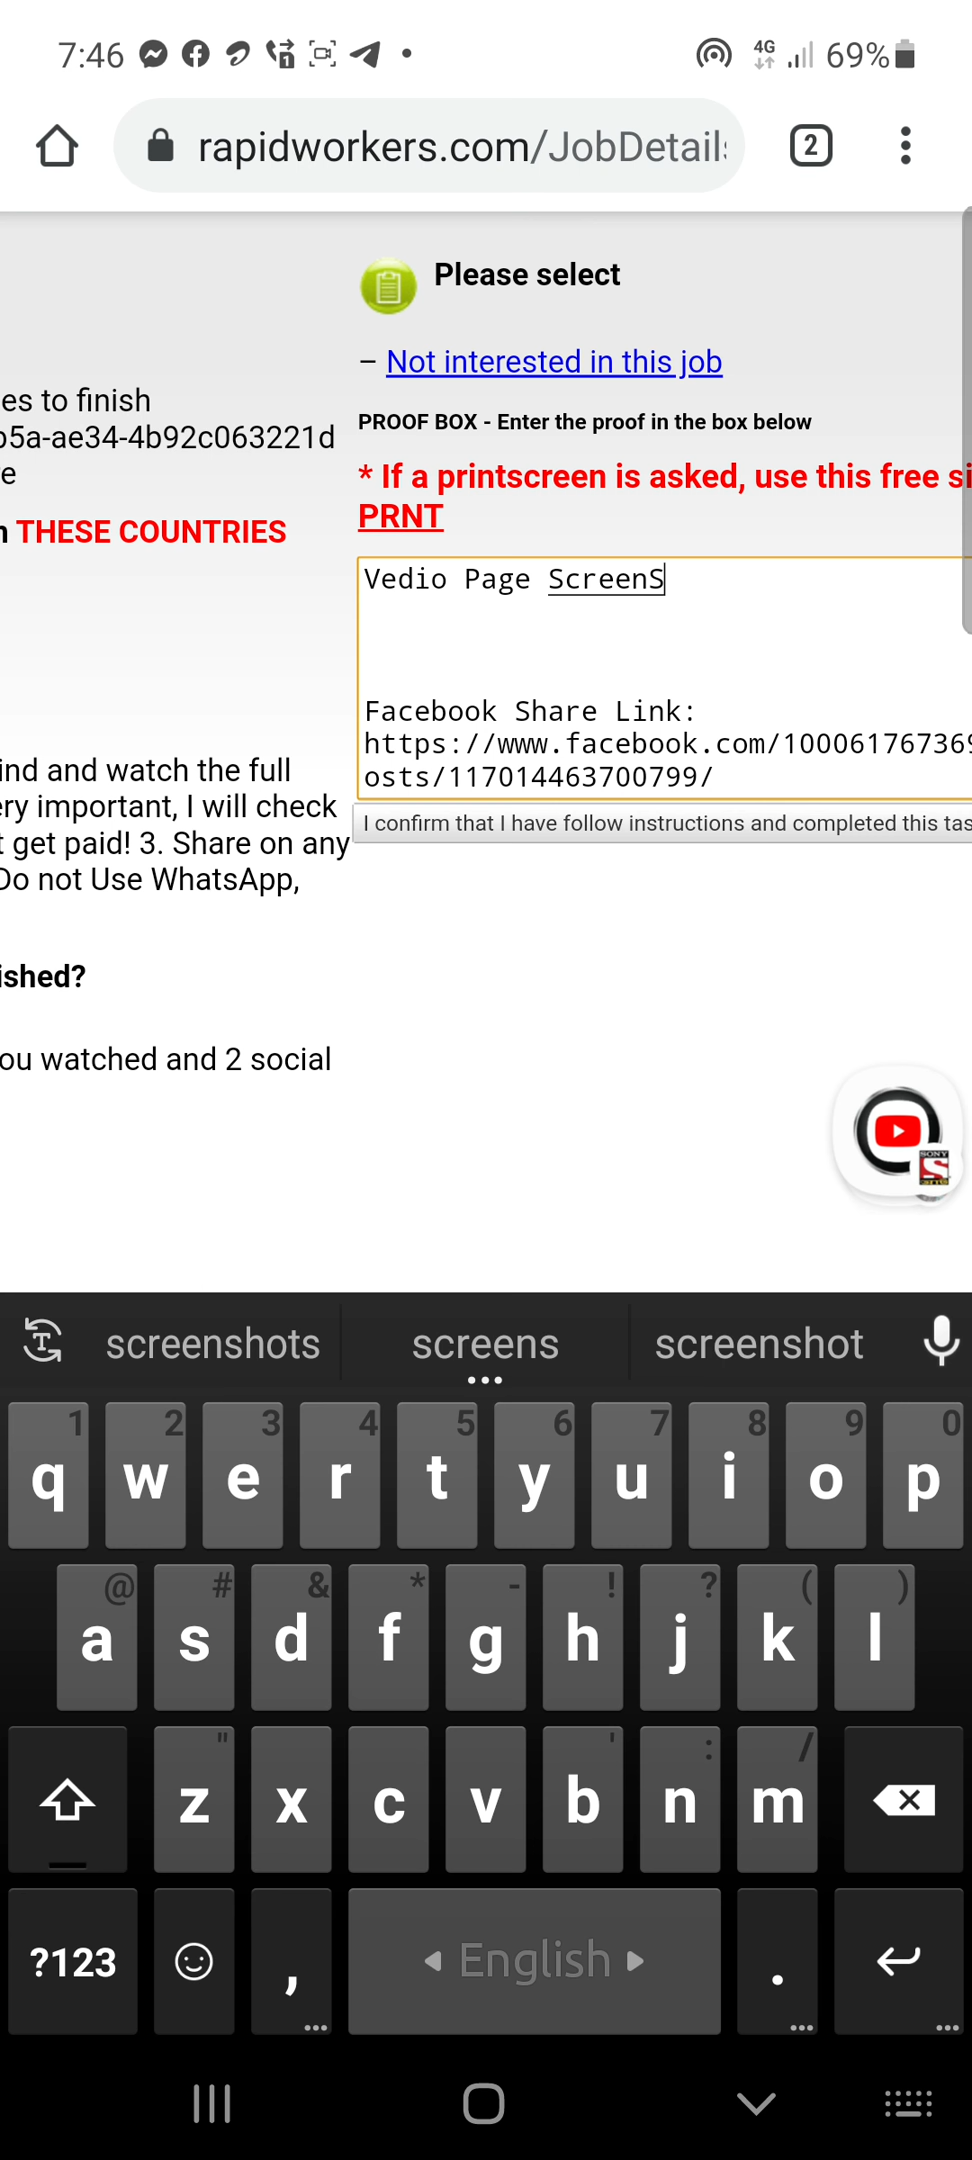 7:46
4G
69%
rapidworkers.com/JobDetail
2
Please select
– Not interested in this job
es to finish
b5a-ae34-4b92c063221d
e
PROOF BOX - Enter the proof in the box below
* If a printscreen is asked, use this free si
PRNT
n THESE COUNTRIES
Vedio Page ScreenS
Facebook Share Link:
https://www.facebook.com/100061767369
osts/117014463700799/
ind and watch the full
ery important, I will check
t get paid! 3. Share on any
Do not Use WhatsApp,
I confirm that I have follow instructions and completed this tas
ished?
ou watched and 2 social
SONY
S
screenshots screens screenshot
1 2 3 4 5 6 7 8 9 0
q w e r t y u i o p
@ # & * - ! ? ( )
a s d f g h j k l
" ' : /
z x c v b n m
?123 , English .